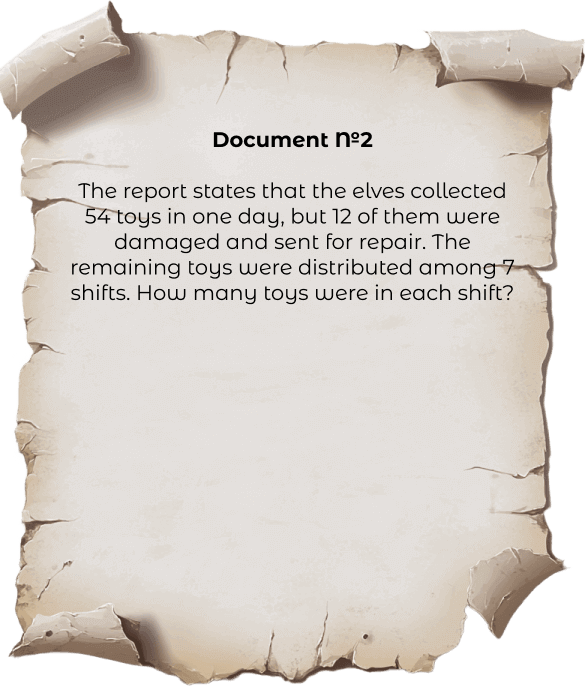 Document №2
The report states that the elves collected
54 toys in one day, but 12 of them were
damaged and sent for repair. The
remaining toys were distributed among 7
shifts. How many toys were in each shift?